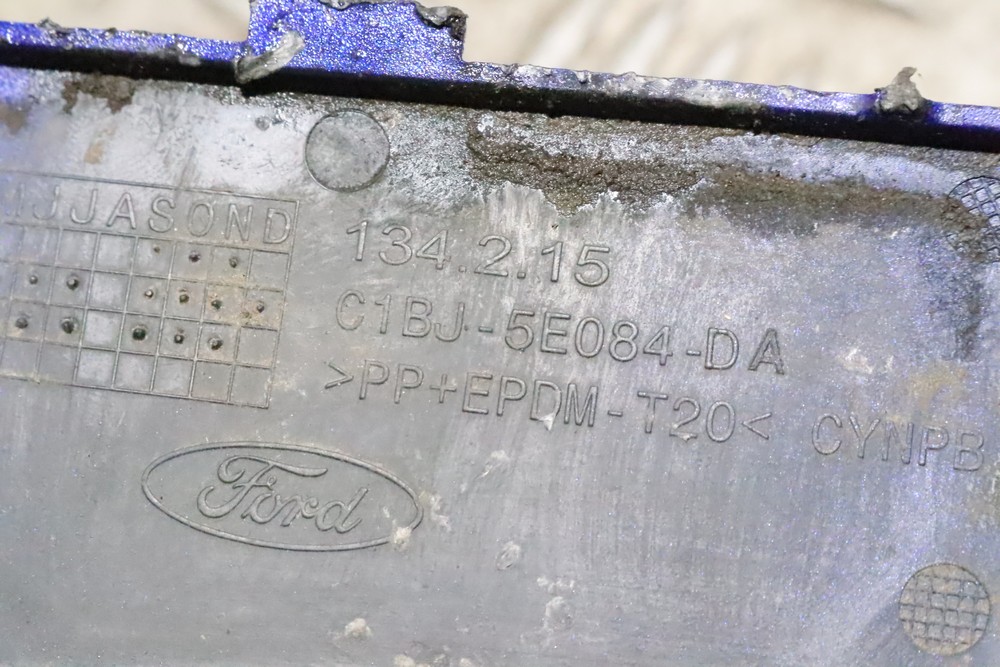 JJASOND
134.2.15
C1BJ-5E084-DA
>PP+EPDM-T20< CYNPB
Ford